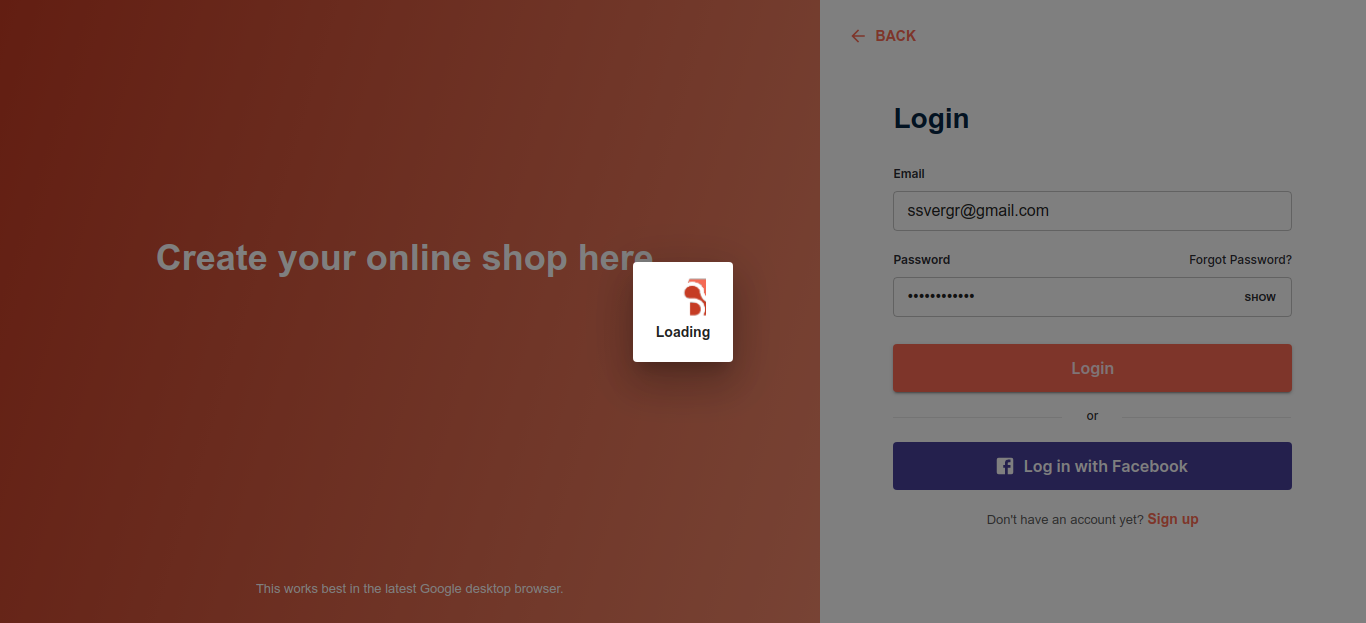 Create your online shop here
This works best in the latest Google desktop browser.
Loading
BACK
Login
Email
ssvergr@gmail.com
Password Forgot Password?
•••••••••••• SHOW
Login
or
Log in with Facebook
Don't have an account yet? Sign up